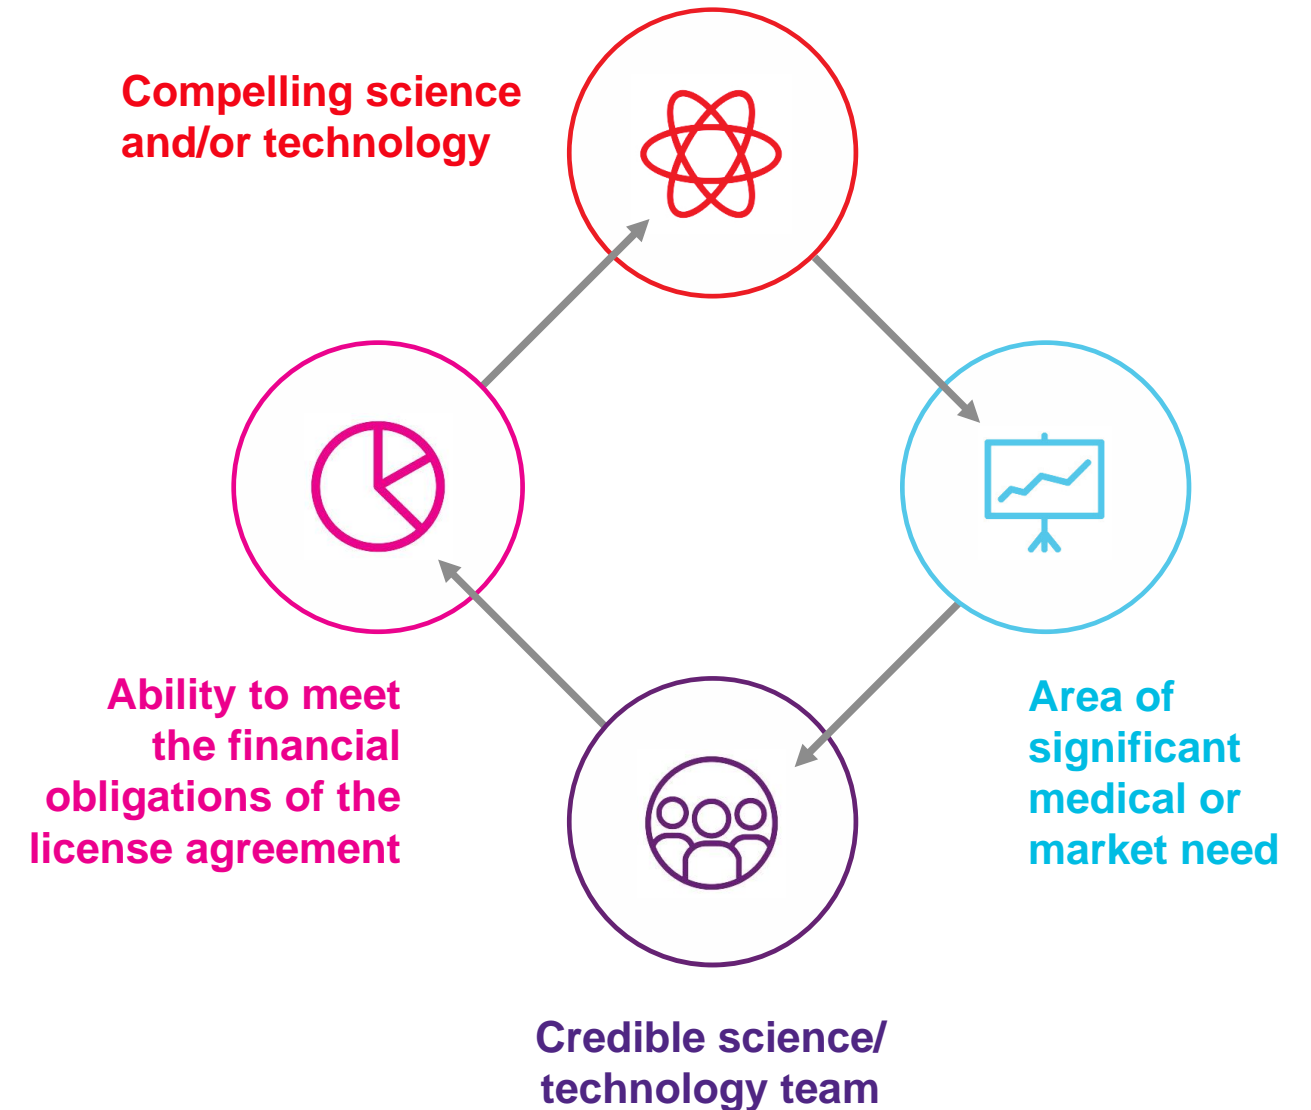 Compelling science
and/or technology
Ability to meet
the financial
obligations of the
license agreement
Area of
significant
medical or
market need
Credible science/
technology team